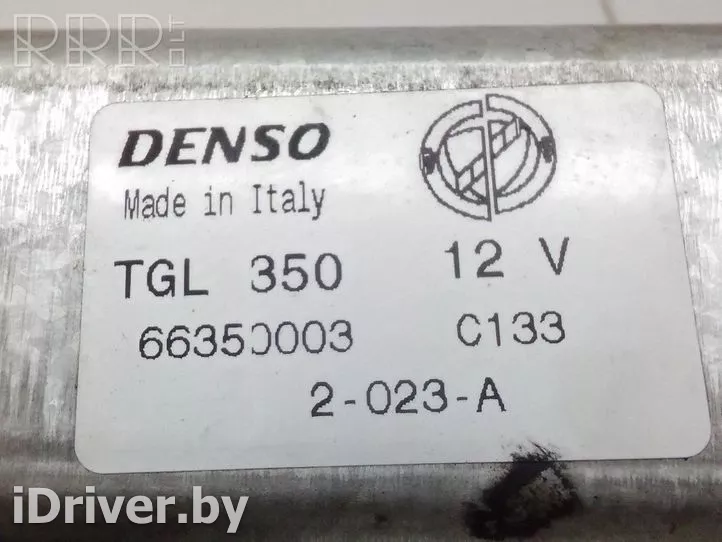 RRR.LT
DENSO
Made in Italy
TGL 350 12 V
66350003 C133
2-023-A
iDriver.by